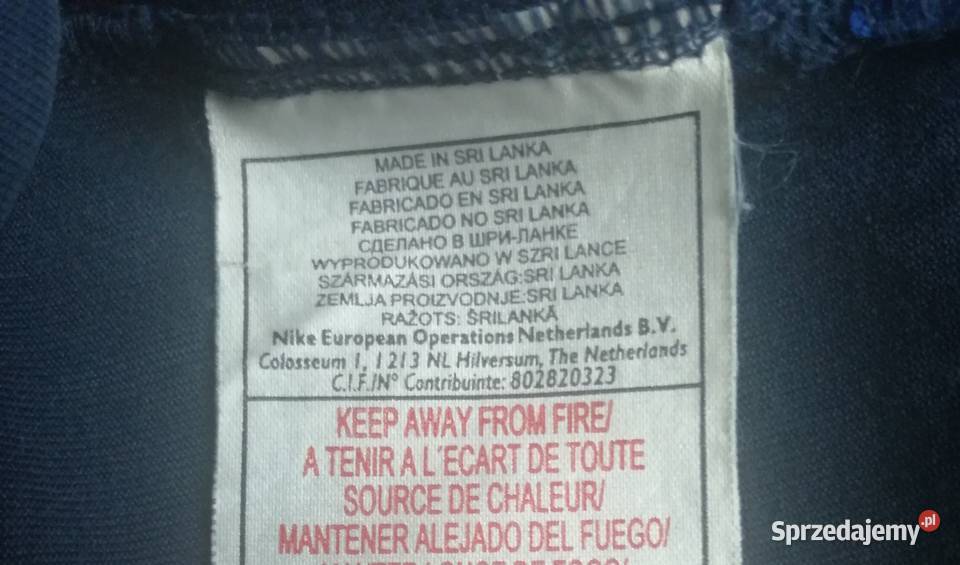 MADE IN SRI LANKA
FABRIQUE AU SRI LANKA
FABRICADO EN SRI LANKA
FABRICADO NO SRI LANKA
СДЕЛАНО В ШРИ-ЛАНКЕ
WYPRODUKOWANO W SZRI LANCE
SZÁRMAZÁSI ORSZÁG:SRI LANKA
ZEMLJA PROIZVODNJE:SRI LANKA
RAŽOTS: ŠRILANKĀ
Nike European Operations Netherlands B.V.
Colosseum 1, 1213 NL Hilversum, The Netherlands
C.I.F./N° Contribuinte: 802820323
KEEP AWAY FROM FIRE/
A TENIR A L'ECART DE TOUTE
SOURCE DE CHALEUR/
MANTENER ALEJADO DEL FUEGO/
Sprzedajemy.pl